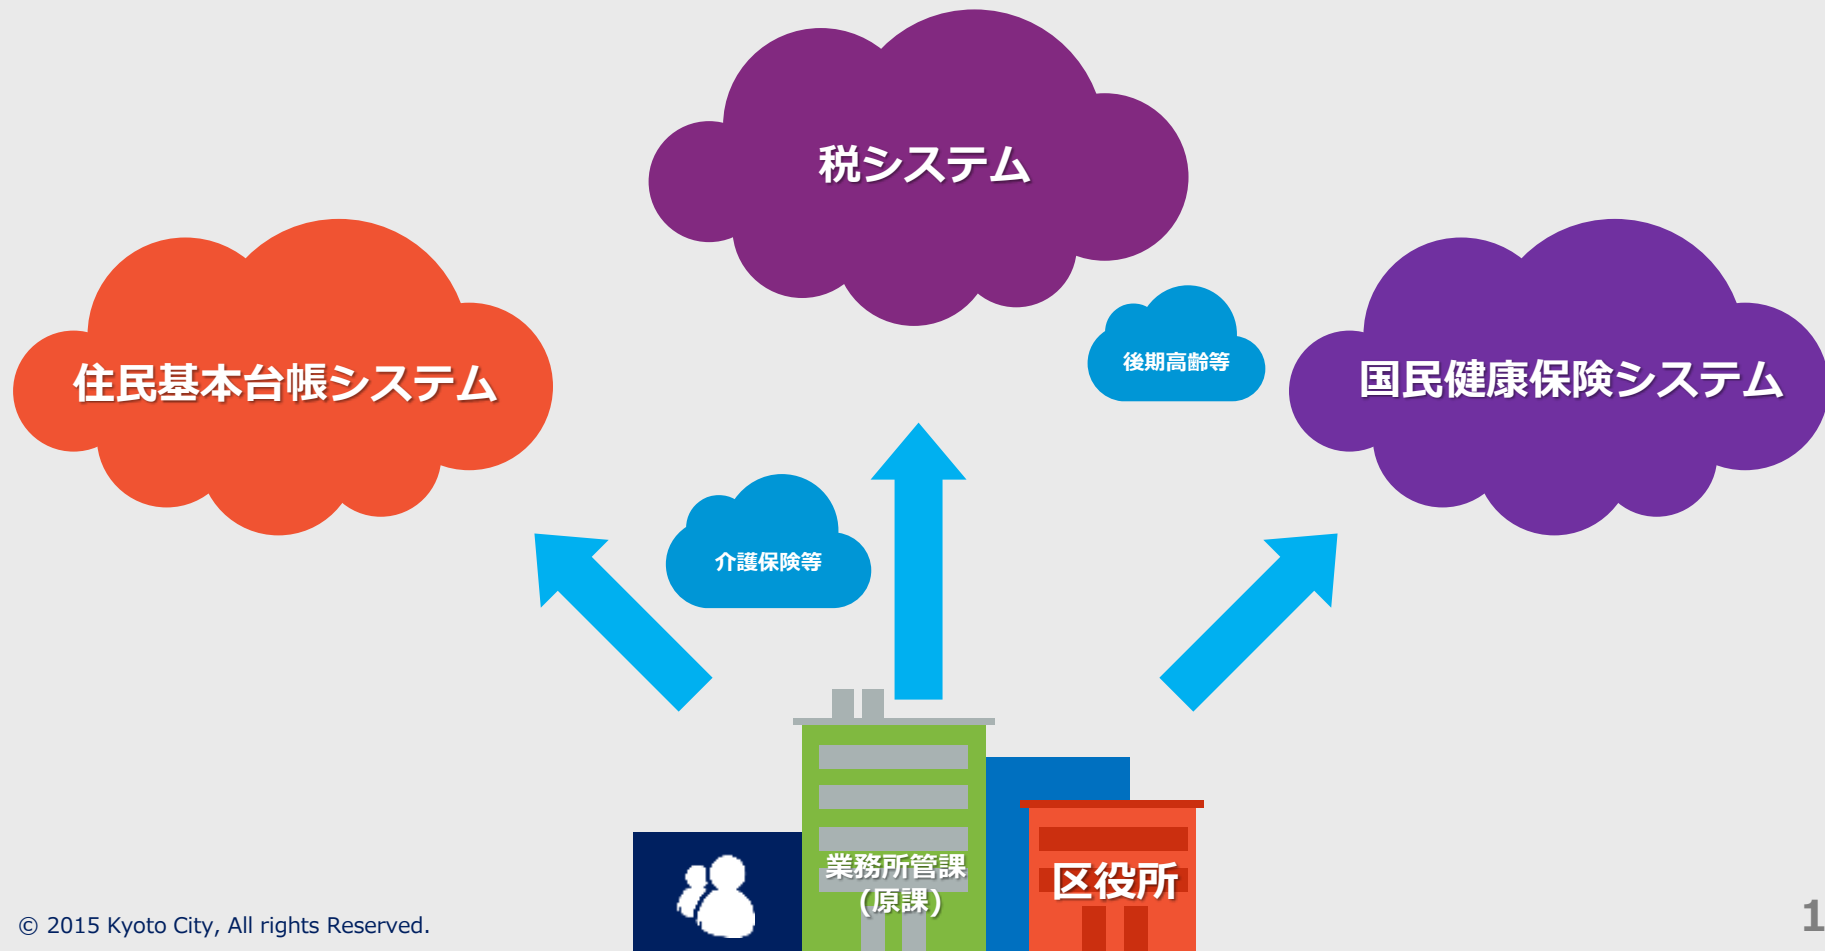 税システム
住民基本台帳システム
後期高齢等
国民健康保険システム
介護保険等
業務所管課
(原課)
区役所
© 2015 Kyoto City, All rights Reserved.
1